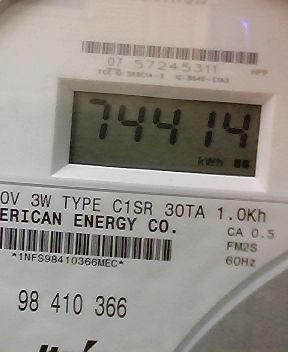 07 57245311
74414
kWh
0V 3W TYPE C1SR 30TA 1.0Kh
ERICAN ENERGY CO.
CA 0.5
FM2S
*1NFS98410366MEC*
60Hz
98 410 366